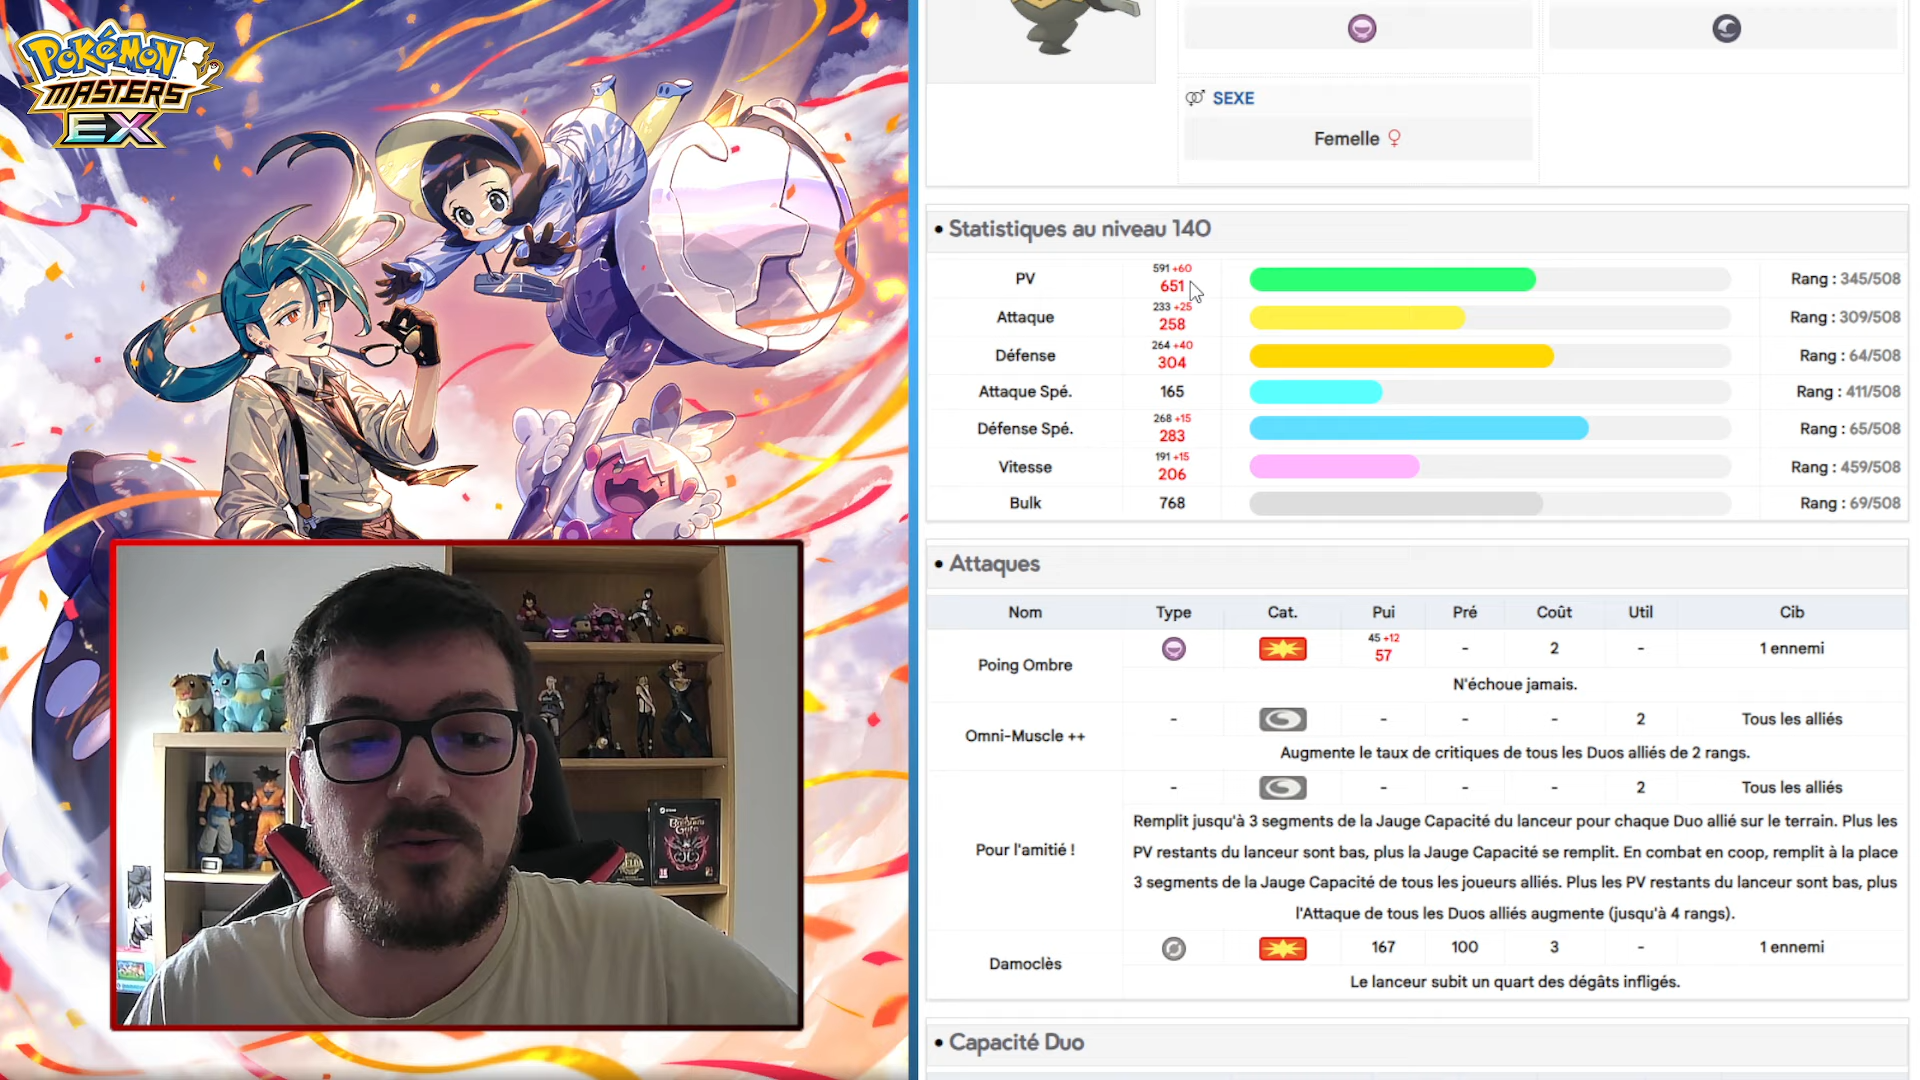 POKÉMON
MASTERS
EX
SEXE
Femelle ♀
• Statistiques au niveau 140
PV 591 +60 651 Rang : 345/508
Attaque 233 +25 258 Rang : 309/508
Défense 264 +40 304 Rang : 64/508
Attaque Spé. 165 Rang : 411/508
Défense Spé. 268 +15 283 Rang : 65/508
Vitesse 191 +15 206 Rang : 459/508
Bulk 768 Rang : 69/508
• Attaques
Nom Type Cat. Pui Pré Coût Util Cib
Poing Ombre 45 +12 57 - 2 - 1 ennemi
N'échoue jamais.
Omni-Muscle ++ - - - - 2 Tous les alliés
Augmente le taux de critiques de tous les Duos alliés de 2 rangs.
Pour l'amitié ! - - - - 2 Tous les alliés
Remplit jusqu'à 3 segments de la Jauge Capacité du lanceur pour chaque Duo allié sur le terrain. Plus les
PV restants du lanceur sont bas, plus la Jauge Capacité se remplit. En combat en coop, remplit à la place
3 segments de la Jauge Capacité de tous les joueurs alliés. Plus les PV restants du lanceur sont bas, plus
l'Attaque de tous les Duos alliés augmente (jusqu'à 4 rangs).
Damoclès 167 100 3 - 1 ennemi
Le lanceur subit un quart des dégâts infligés.
• Capacité Duo